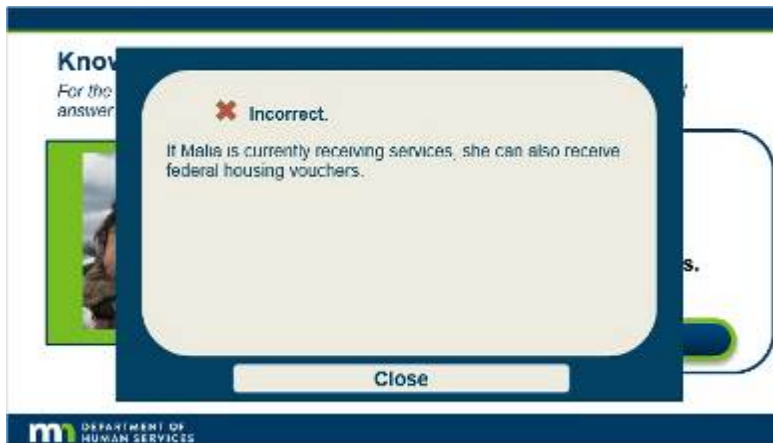 Know
For the
answer
Incorrect.
If Malia is currently receiving services, she can also receive
federal housing vouchers.
s.
Close
DEPARTMENT OF
HUMAN SERVICES